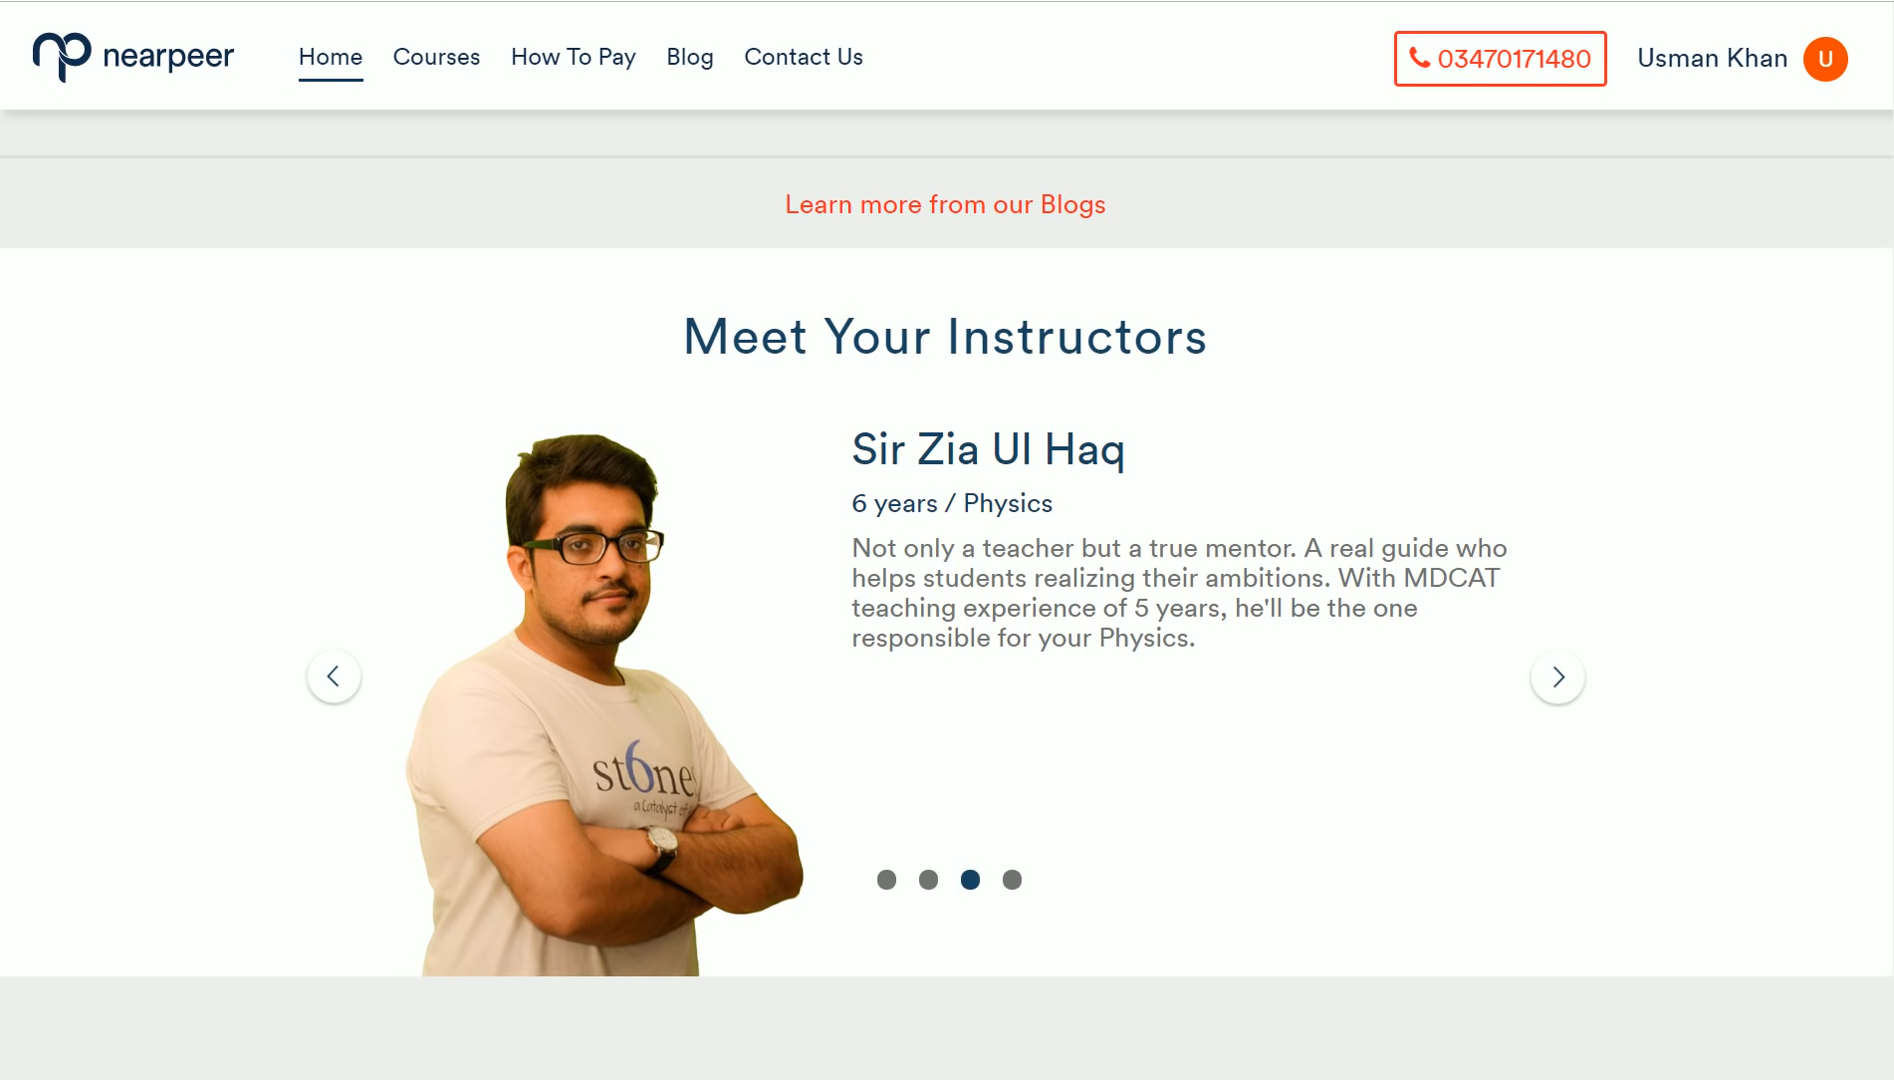 nearpeer
Home Courses How To Pay Blog Contact Us
03470171480
Usman Khan
U
Learn more from our Blogs
Meet Your Instructors
Sir Zia Ul Haq
6 years / Physics
Not only a teacher but a true mentor. A real guide who
helps students realizing their ambitions. With MDCAT
teaching experience of 5 years, he'll be the one
responsible for your Physics.
st6nes
a Catalyst of